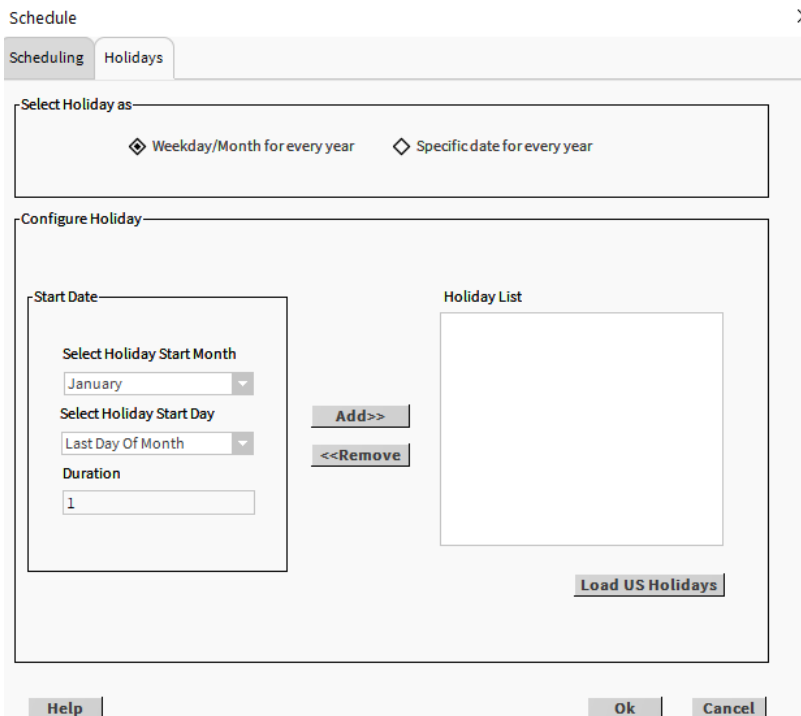 Schedule
Scheduling
Holidays
Select Holiday as
Weekday/Month for every year
Specific date for every year
Configure Holiday
Start Date
Select Holiday Start Month
January
Select Holiday Start Day
Last Day Of Month
Duration
1
Add>>
<<Remove
Holiday List
Load US Holidays
Help
Ok
Cancel